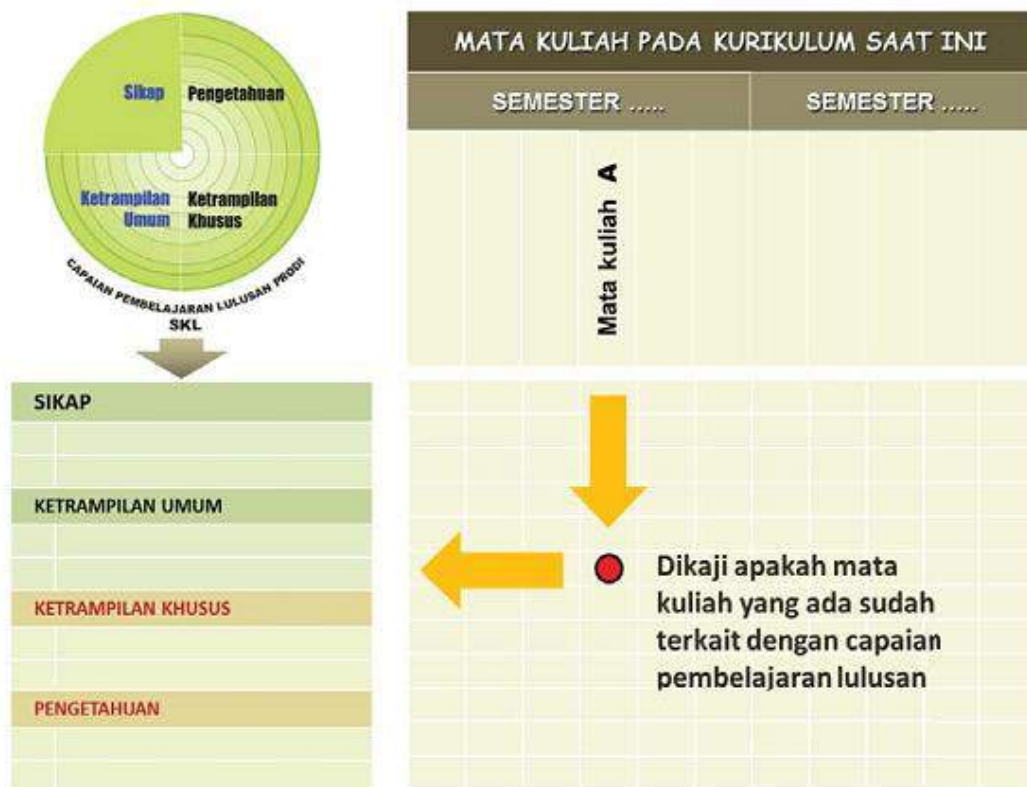 Sikap
Pengetahuan
Ketrampilan
Umum
Ketrampilan
Khusus
CAPAIAN PEMBELAJARAN LULUSAN PRODI
SKL
MATA KULIAH PADA KURIKULUM SAAT INI
SEMESTER .....
SEMESTER .....
Mata kuliah A
SIKAP
KETRAMPILAN UMUM
KETRAMPILAN KHUSUS
PENGETAHUAN
Dikaji apakah mata
kuliah yang ada sudah
terkait dengan capaian
pembelajaran lulusan